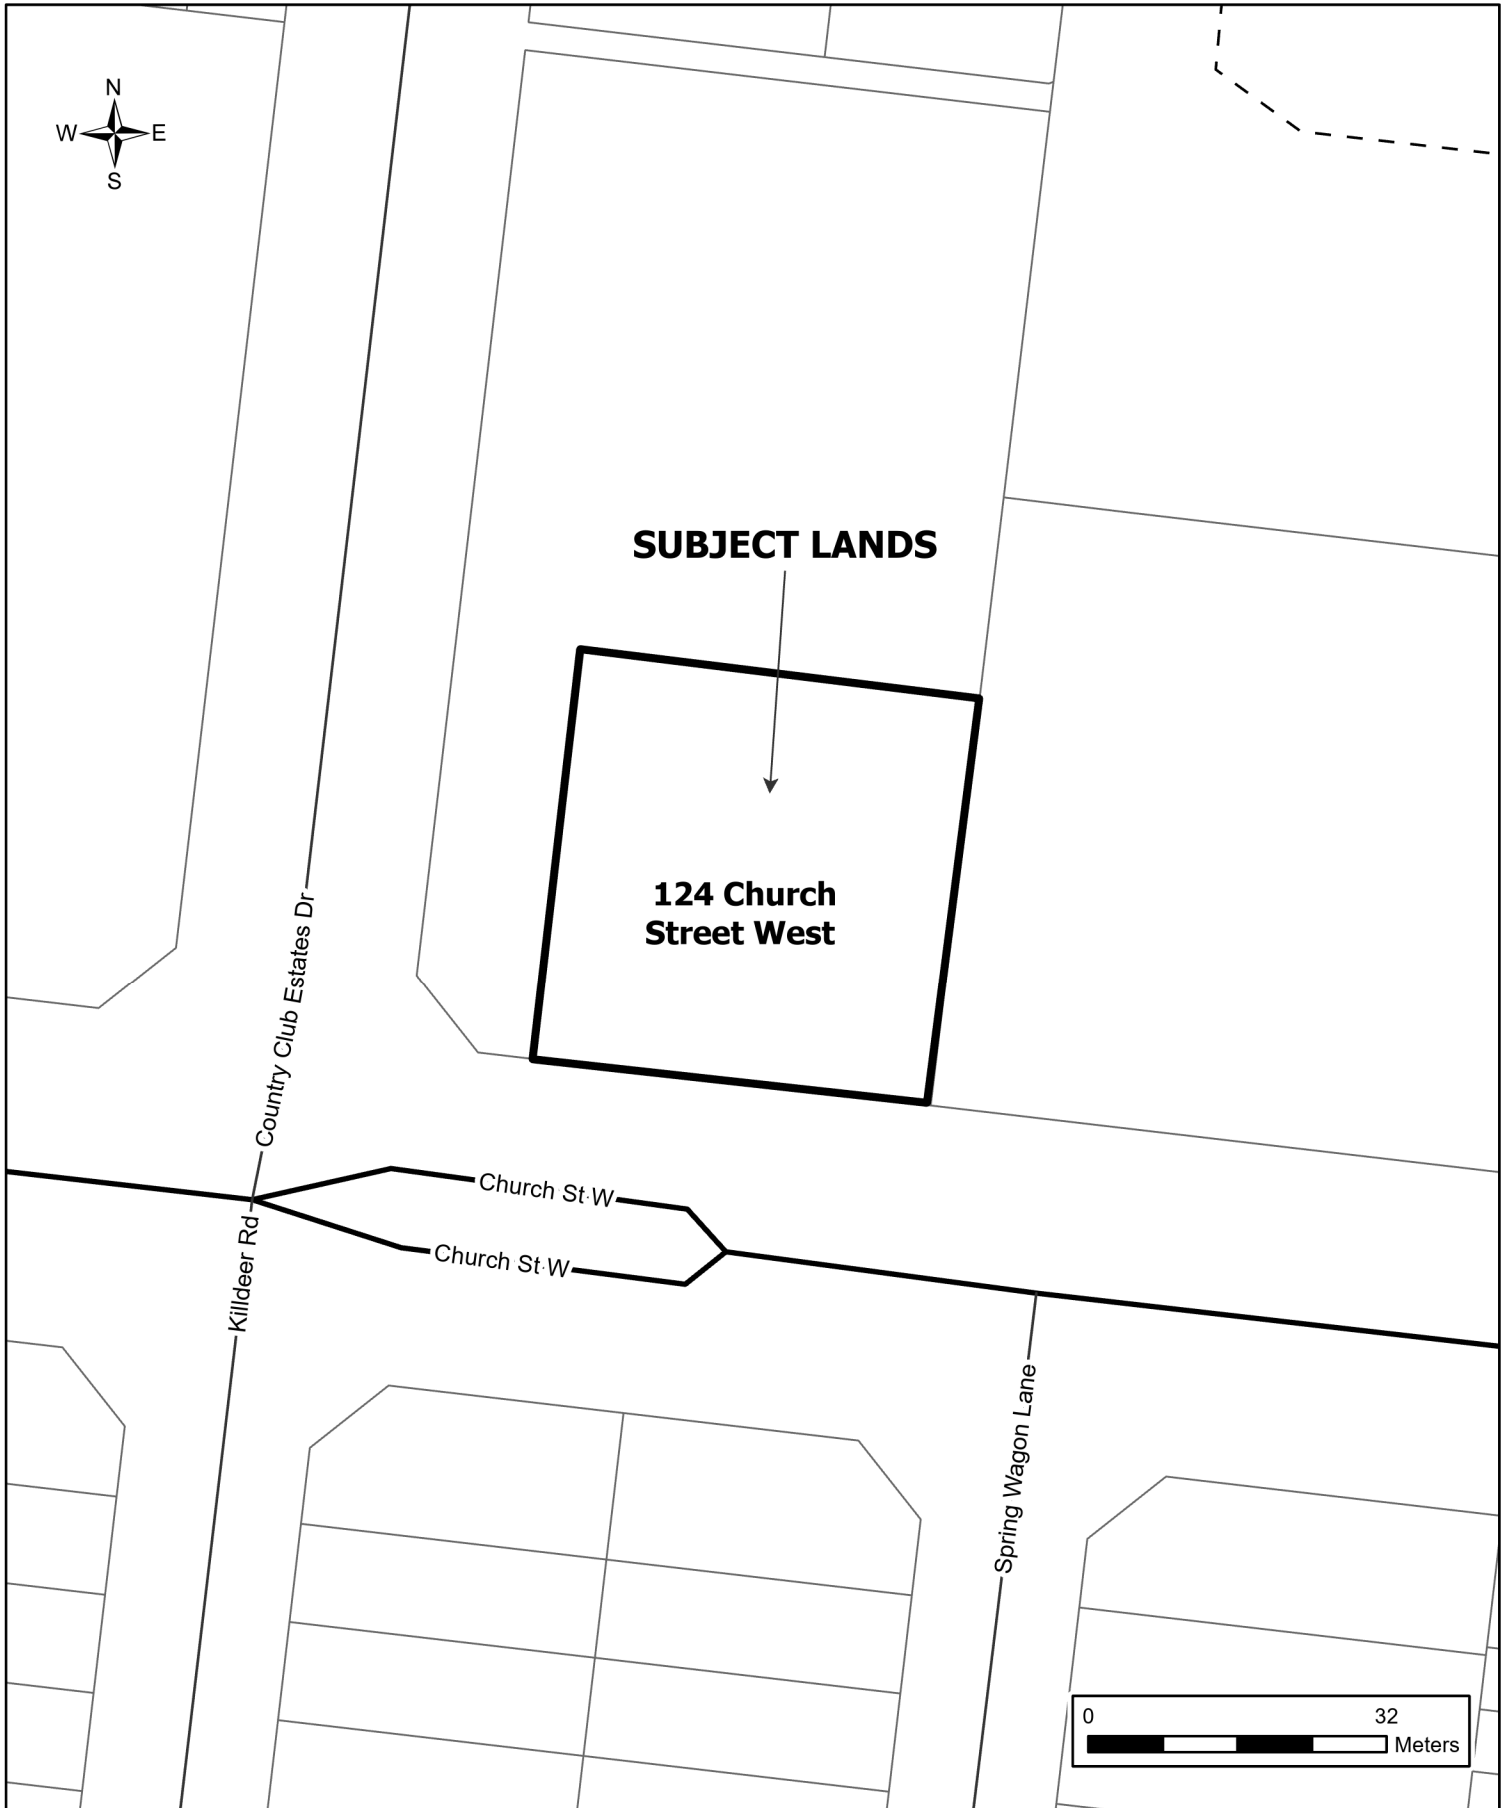 N
W E
S
SUBJECT LANDS
124 Church
Street West
Country Club Estates Dr
Church St W
Church St W
Killdeer Rd
Spring Wagon Lane
0 32
Meters